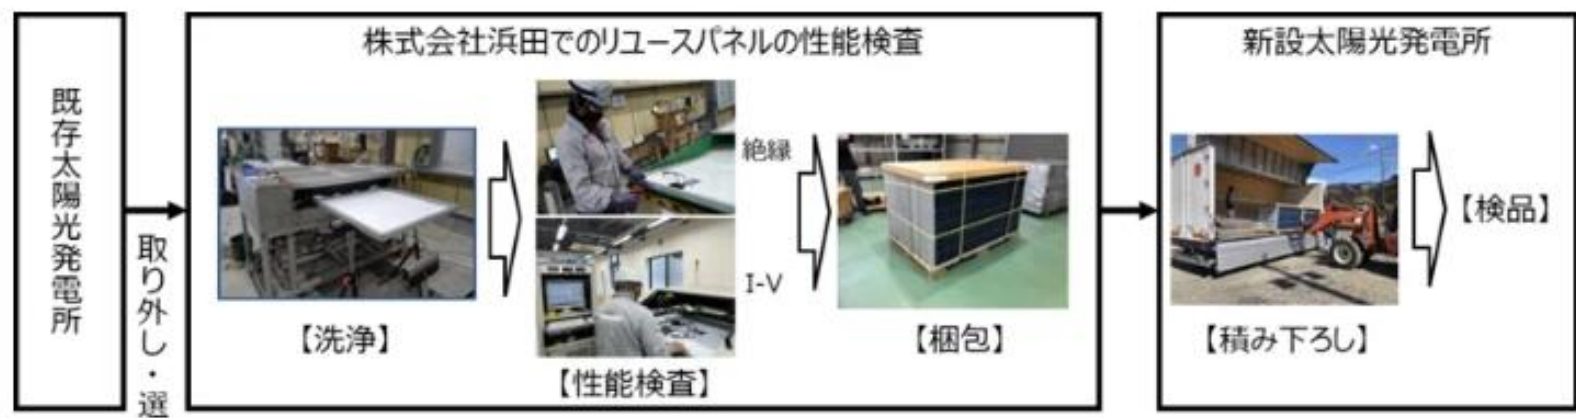 既存太陽光発電所
取り外し・選
株式会社浜田でのリユースパネルの性能検査
【洗浄】
絶縁
I-V
【性能検査】
【梱包】
新設太陽光発電所
【積み下ろし】
【検品】